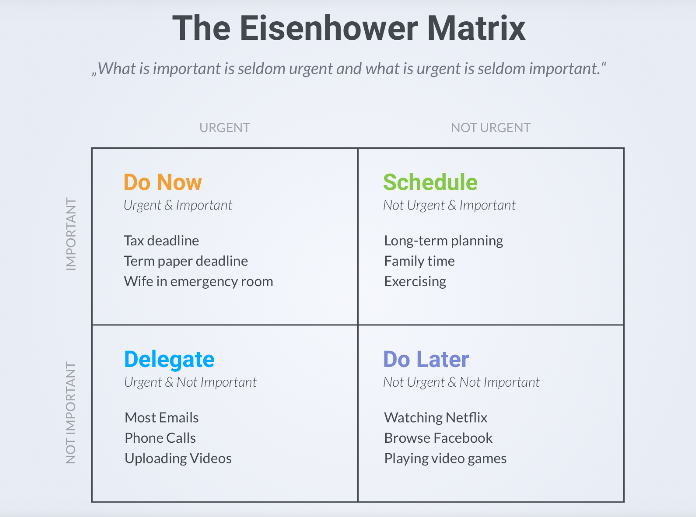 The Eisenhower Matrix
„What is important is seldom urgent and what is urgent is seldom important.“
URGENT
NOT URGENT
IMPORTANT
Do Now
Urgent & Important
Tax deadline
Term paper deadline
Wife in emergency room
Schedule
Not Urgent & Important
Long-term planning
Family time
Exercising
NOT IMPORTANT
Delegate
Urgent & Not Important
Most Emails
Phone Calls
Uploading Videos
Do Later
Not Urgent & Not Important
Watching Netflix
Browse Facebook
Playing video games